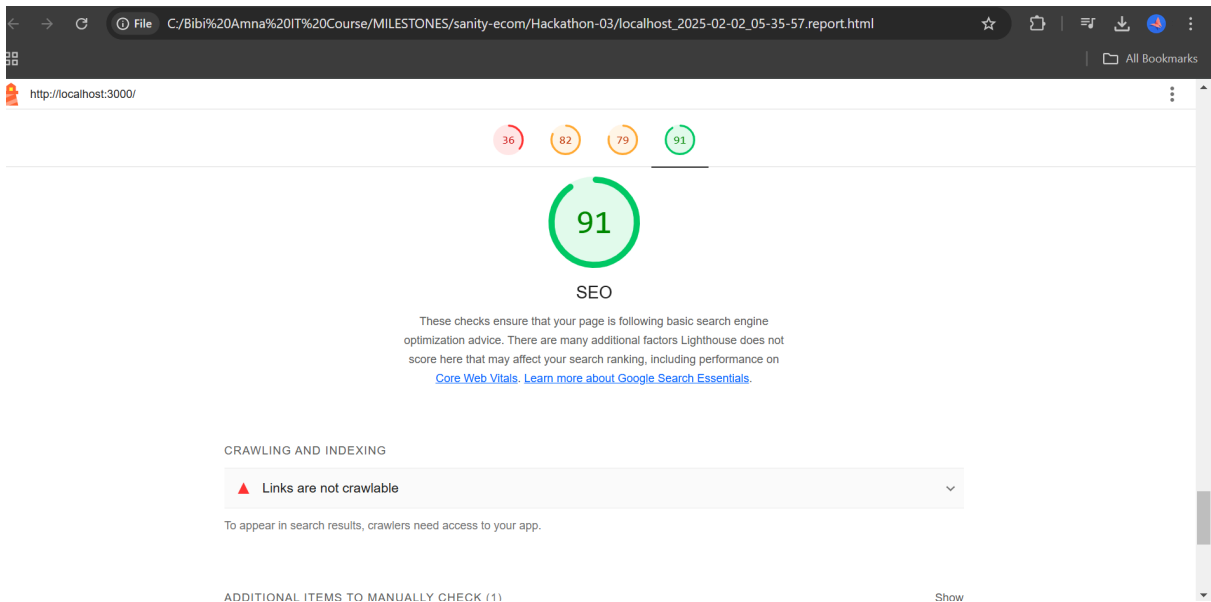 File
C:/Bibi%20Amna%20IT%20Course/MILESTONES/sanity-ecom/Hackathon-03/localhost_2025-02-02_05-35-57.report.html
All Bookmarks
http://localhost:3000/
36 82 79 91
91
SEO
These checks ensure that your page is following basic search engine
optimization advice. There are many additional factors Lighthouse does not
score here that may affect your search ranking, including performance on
Core Web Vitals. Learn more about Google Search Essentials.
CRAWLING AND INDEXING
Links are not crawlable
To appear in search results, crawlers need access to your app.
ADDITIONAL ITEMS TO MANUALLY CHECK (1) Show